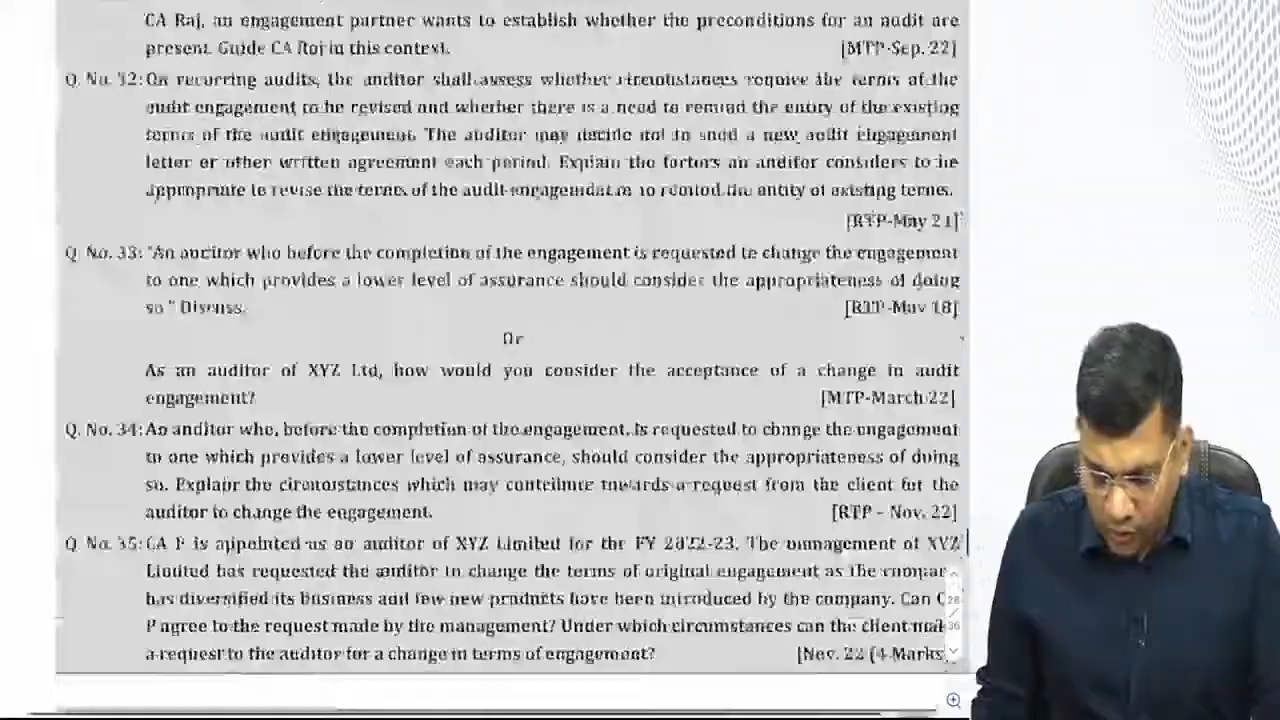 CA Raj, an engagement partner wants to establish whether the preconditions for an audit are
present. Guide CA Raj in this context. [MTP-Sep. 22]
Q. No. 32: On recurring audits, the auditor shall assess whether circumstances require the terms of the
audit engagement to be revised and whether there is a need to remind the entity of the existing
terms of the audit engagement. The auditor may decide not to send a new audit engagement
letter or other written agreement each period. Explain the factors an auditor considers to be
appropriate to revise the terms of the audit engagement or to remind the entity of existing terms.
[RTP-May 21]
Q. No. 33: "An auditor who before the completion of the engagement is requested to change the engagement
to one which provides a lower level of assurance should consider the appropriateness of doing
so." Discuss. [RTP-May 18]
Or
As an auditor of XYZ Ltd, how would you consider the acceptance of a change in audit
engagement? [MTP-March 22]
Q. No. 34: An auditor who, before the completion of the engagement, is requested to change the engagement
to one which provides a lower level of assurance, should consider the appropriateness of doing
so. Explain the circumstances which may contribute towards a request from the client for the
auditor to change the engagement. [RTP - Nov. 22]
Q. No. 35: CA P is appointed as an auditor of XYZ Limited for the FY 2022-23. The management of XYZ
Limited has requested the auditor to change the terms of original engagement as the compan
has diversified its business and few new products have been introduced by the company. Can C
P agree to the request made by the management? Under which circumstances can the client mak
a request to the auditor for a change in terms of engagement? [Nov. 22 (4 Marks)
28
/
36